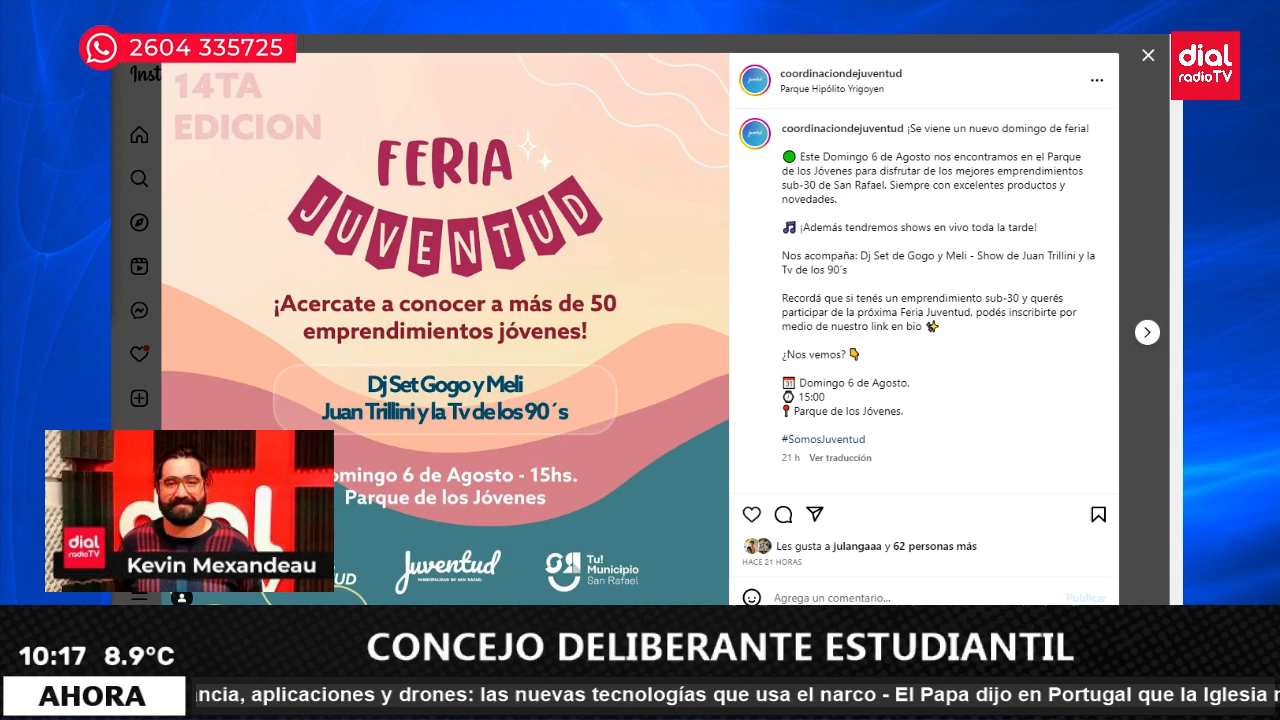 2604 335725
dial
radioTV
14TA
EDICION
FERIA
JUVENTUD
¡Acercate a conocer a más de 50
emprendimientos jóvenes!
Dj Set Gogo y Meli
Juan Trillini y la Tv de los 90´s
omingo 6 de Agosto - 15hs.
Parque de los Jóvenes
Juventud
MUNICIPALIDAD DE SAN RAFAEL
Tu!
Municipio
San Rafael
coordinaciondejuventud
Parque Hipólito Yrigoyen
coordinaciondejuventud ¡Se viene un nuevo domingo de feria!
🟢 Este Domingo 6 de Agosto nos encontramos en el Parque
de los Jóvenes para disfrutar de los mejores emprendimientos
sub-30 de San Rafael. Siempre con excelentes productos y
novedades.
🎵 ¡Además tendremos shows en vivo toda la tarde!
Nos acompaña: Dj Set de Gogo y Meli - Show de Juan Trillini y la
Tv de los 90´s
Recordá que si tenés un emprendimiento sub-30 y querés
participar de la próxima Feria Juventud, podés inscribirte por
medio de nuestro link en bio ✨
¿Nos vemos? 👇
📅 Domingo 6 de Agosto.
⏱ 15:00
📍 Parque de los Jóvenes.
#SomosJuventud
21 h Ver traducción
Les gusta a julangaaa y 62 personas más
HACE 21 HORAS
Agrega un comentario...
Publicar
dial
radioTV
Kevin Mexandeau
CONCEJO DELIBERANTE ESTUDIANTIL
10:17 8.9°C
AHORA
ncia, aplicaciones y drones: las nuevas tecnologías que usa el narco - El Papa dijo en Portugal que la Iglesia